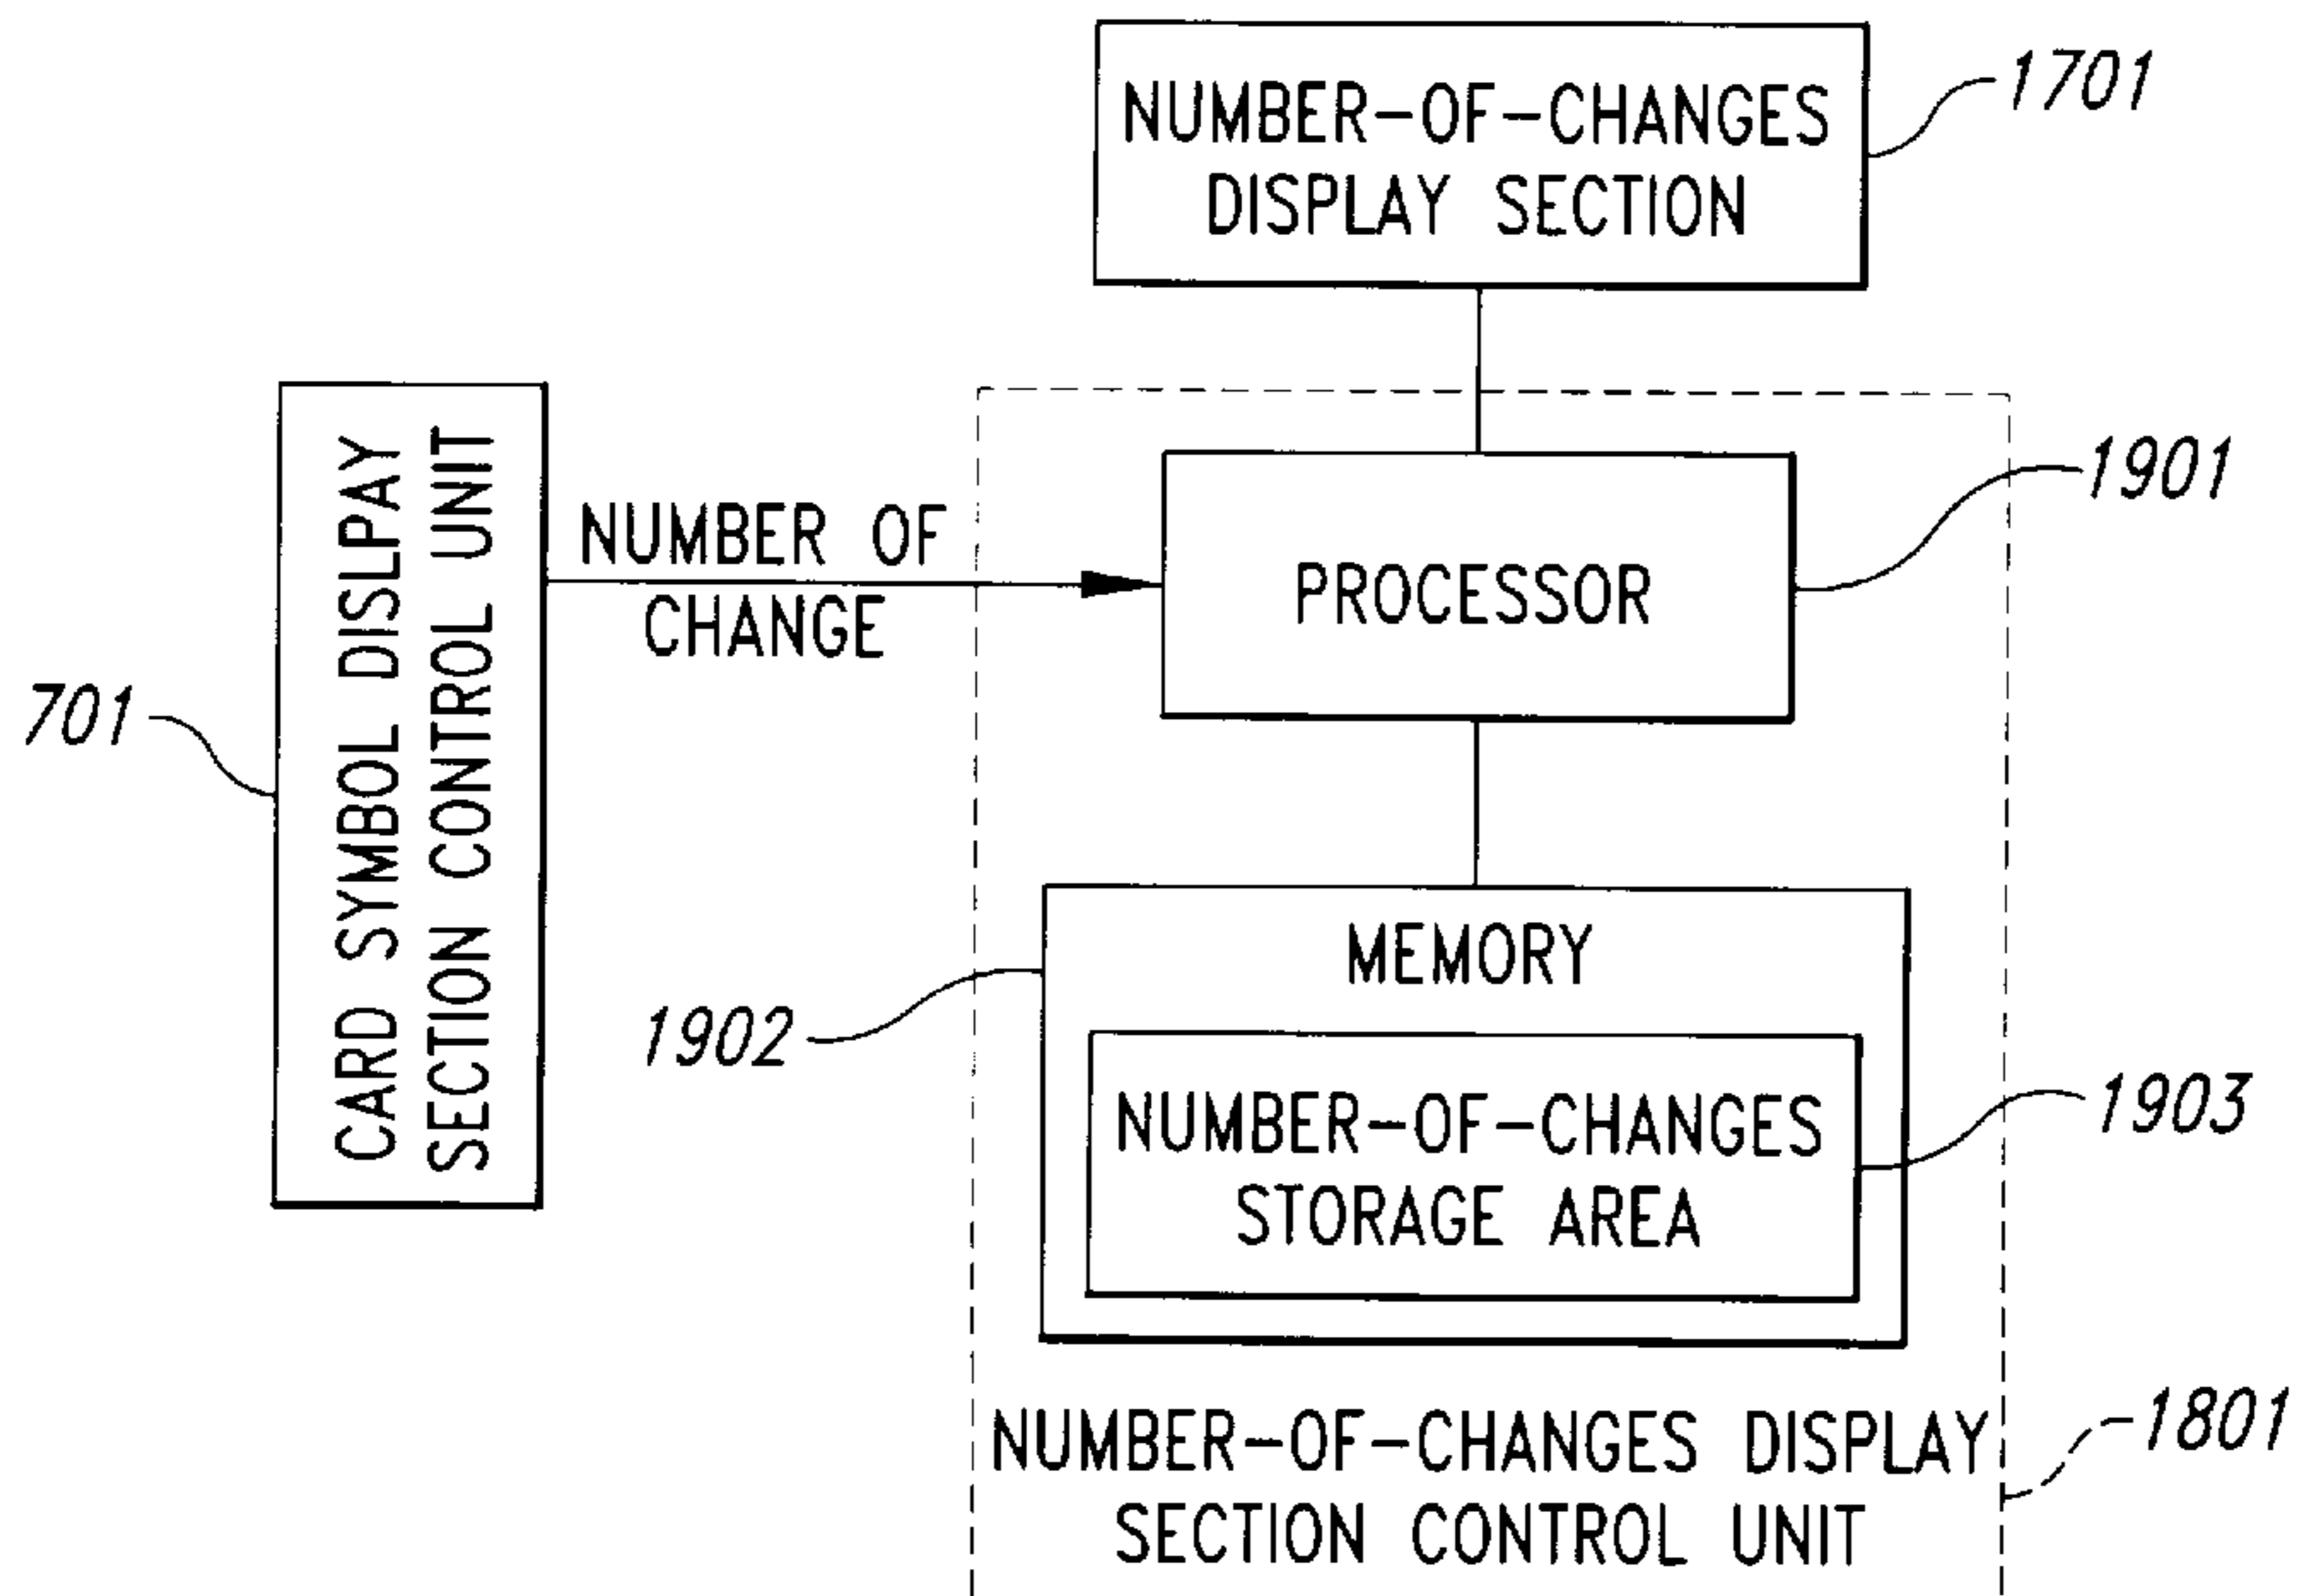 NUMBER-OF-CHANGES
DISPLAY SECTION
1701
CARD SYMBOL DISLPAY
SECTION CONTROL UNIT
701
NUMBER OF
CHANGE
PROCESSOR
1901
MEMORY
1902
NUMBER-OF-CHANGES
STORAGE AREA
1903
NUMBER-OF-CHANGES DISPLAY
SECTION CONTROL UNIT
1801